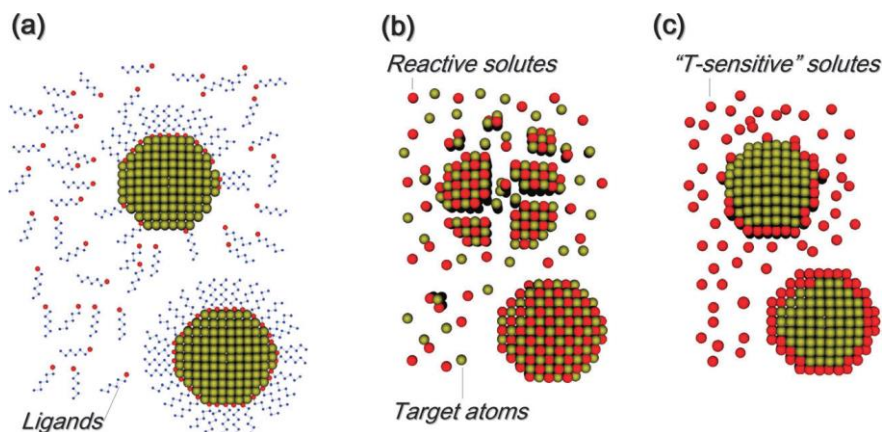 (a)
(b)
(c)
Reactive solutes
"T-sensitive" solutes
Ligands
Target atoms